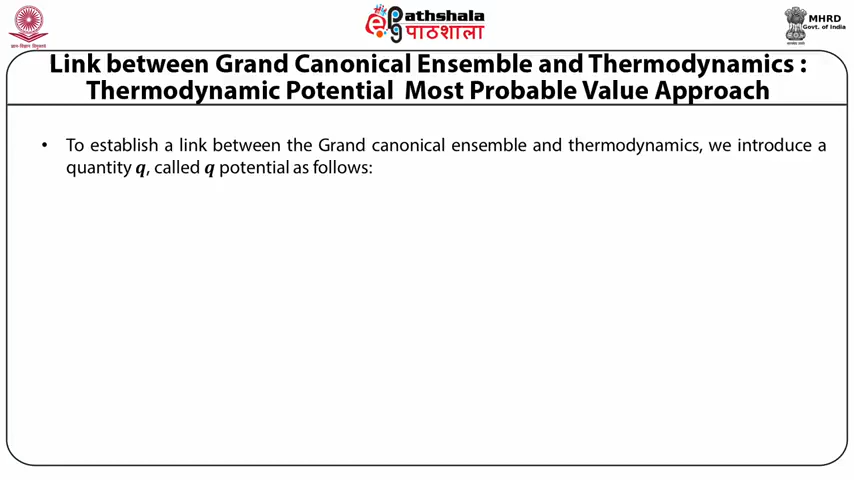 ज्ञान-विज्ञान विमुक्तये
e Pathshala
पाठशाला
MHRD
Govt. of India
Link between Grand Canonical Ensemble and Thermodynamics :
Thermodynamic Potential Most Probable Value Approach
• To establish a link between the Grand canonical ensemble and thermodynamics, we introduce a
quantity q, called q potential as follows: